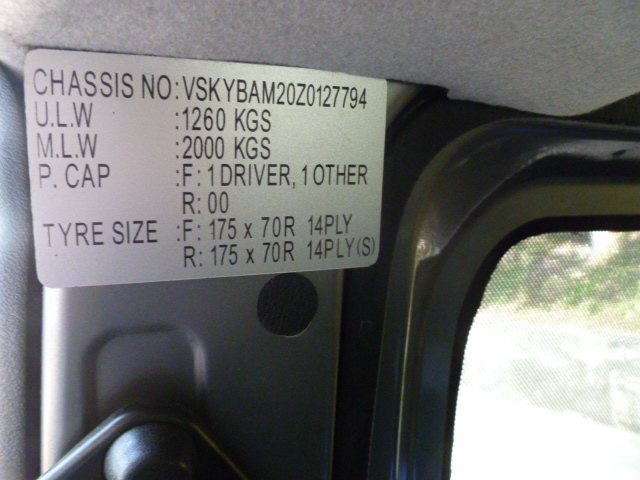 CHASSIS NO:VSKYBAM20Z0127794
U.L.W :1260 KGS
M.L.W :2000 KGS
P. CAP :F: 1 DRIVER, 1 OTHER
R: 00
TYRE SIZE :F: 175 x 70R 14PLY
R: 175 x 70R 14PLY(S)